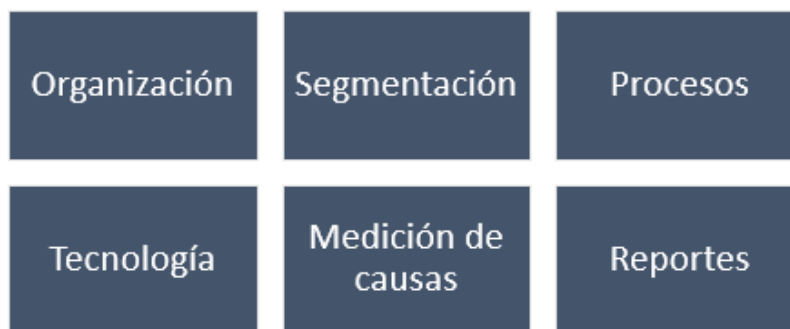 Organización
Segmentación
Procesos
Tecnología
Medición de
causas
Reportes